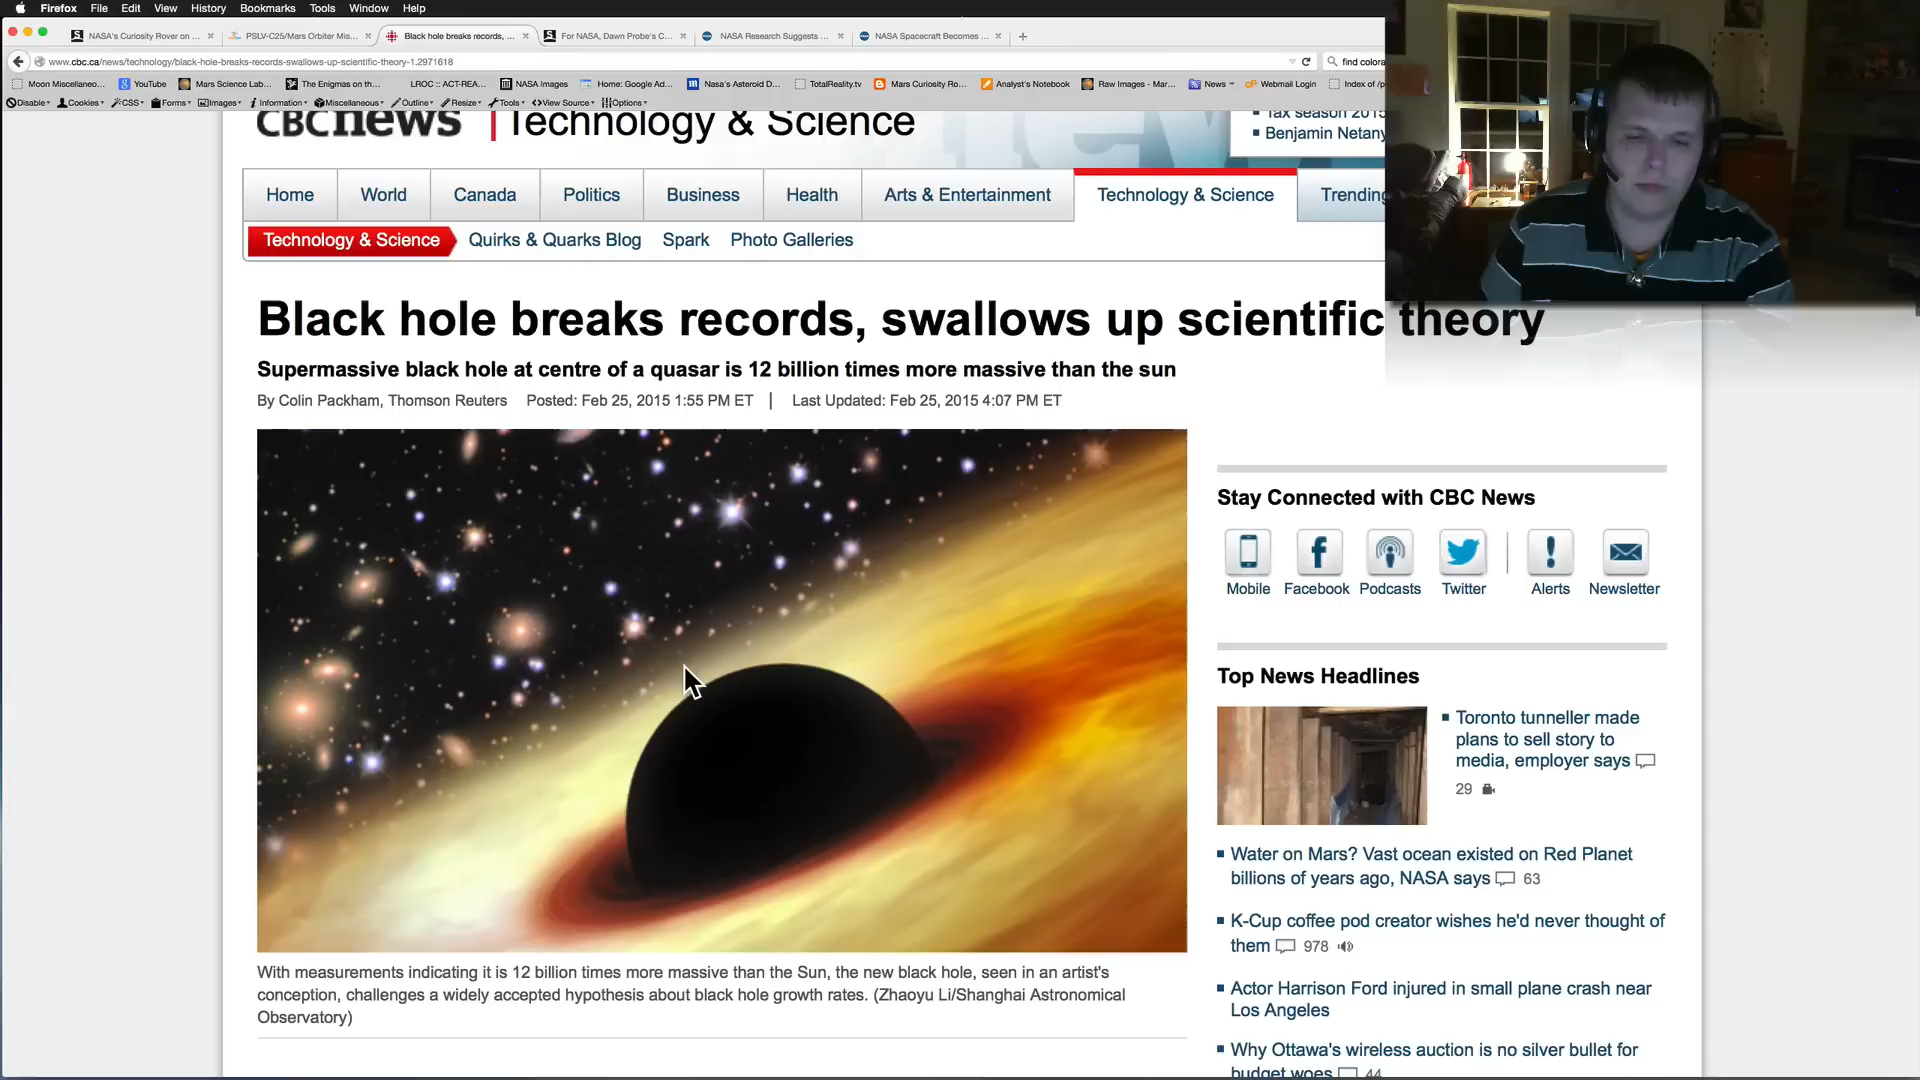 Firefox File Edit View History Bookmarks Tools Window Help
NASA's Curiosity Rover on ... PSLV-C25/Mars Orbiter Mis... Black hole breaks records, ... For NASA, Dawn Probe's C... NASA Research Suggests ... NASA Spacecraft Becomes ...
www.cbc.ca/news/technology/black-hole-breaks-records-swallows-up-scientific-theory-1.2971618 find colora
Moon Miscellaneo... YouTube Mars Science Lab... The Enigmas on th... LROC :: ACT-REA... NASA Images Home: Google Ad... Nasa's Asteroid D... TotalReality.tv Mars Curiosity Ro... Analyst's Notebook Raw Images - Mar... News Webmail Login Index of /p
Disable Cookies CSS Forms Images Information Miscellaneous Outline Resize Tools View Source Options
CBCnews Technology & Science
Tax season 2015
Benjamin Netany
Home World Canada Politics Business Health Arts & Entertainment Technology & Science Trending
Technology & Science Quirks & Quarks Blog Spark Photo Galleries
Black hole breaks records, swallows up scientific theory
Supermassive black hole at centre of a quasar is 12 billion times more massive than the sun
By Colin Packham, Thomson Reuters Posted: Feb 25, 2015 1:55 PM ET | Last Updated: Feb 25, 2015 4:07 PM ET
With measurements indicating it is 12 billion times more massive than the Sun, the new black hole, seen in an artist's
conception, challenges a widely accepted hypothesis about black hole growth rates. (Zhaoyu Li/Shanghai Astronomical
Observatory)
Stay Connected with CBC News
Mobile Facebook Podcasts Twitter Alerts Newsletter
Top News Headlines
Toronto tunneller made
plans to sell story to
media, employer says
29
Water on Mars? Vast ocean existed on Red Planet
billions of years ago, NASA says 63
K-Cup coffee pod creator wishes he'd never thought of
them 978
Actor Harrison Ford injured in small plane crash near
Los Angeles
Why Ottawa's wireless auction is no silver bullet for
budget woes 44